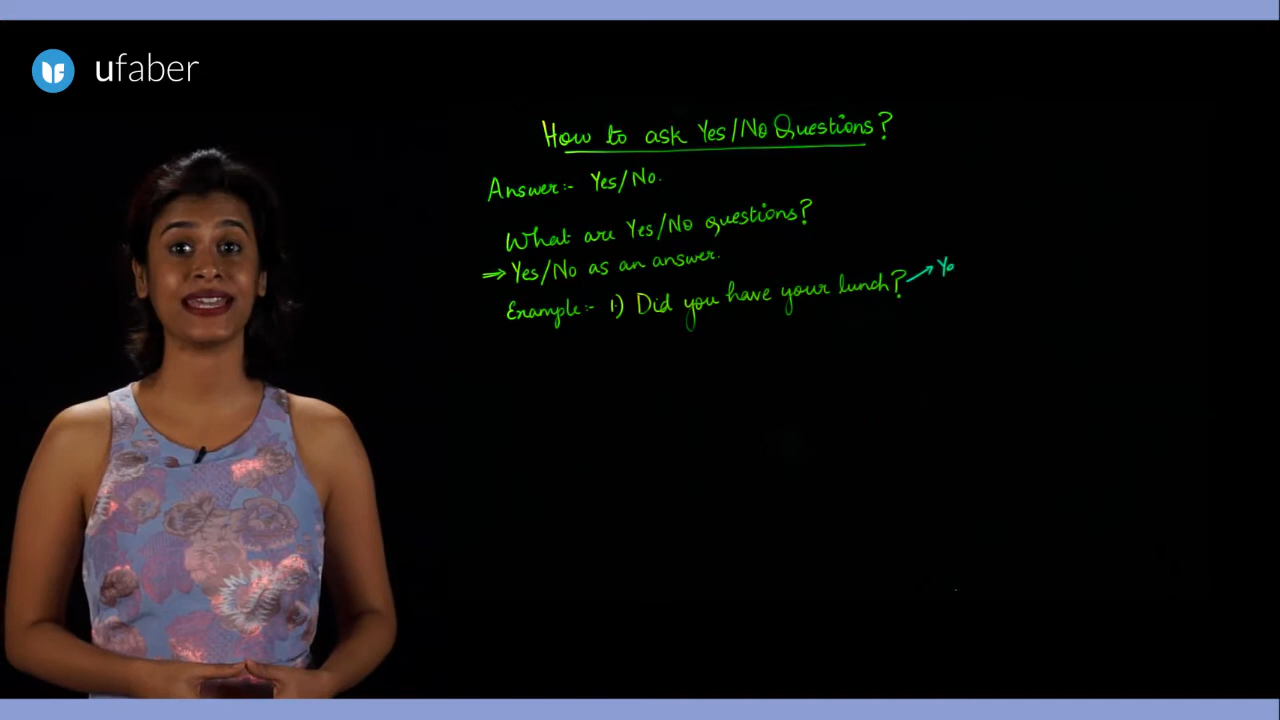 ufaber
How to ask Yes/No Questions?
Answer:- Yes/No.
What are Yes/No questions?
⇒ Yes/No as an answer.
Example:- 1) Did you have your lunch?